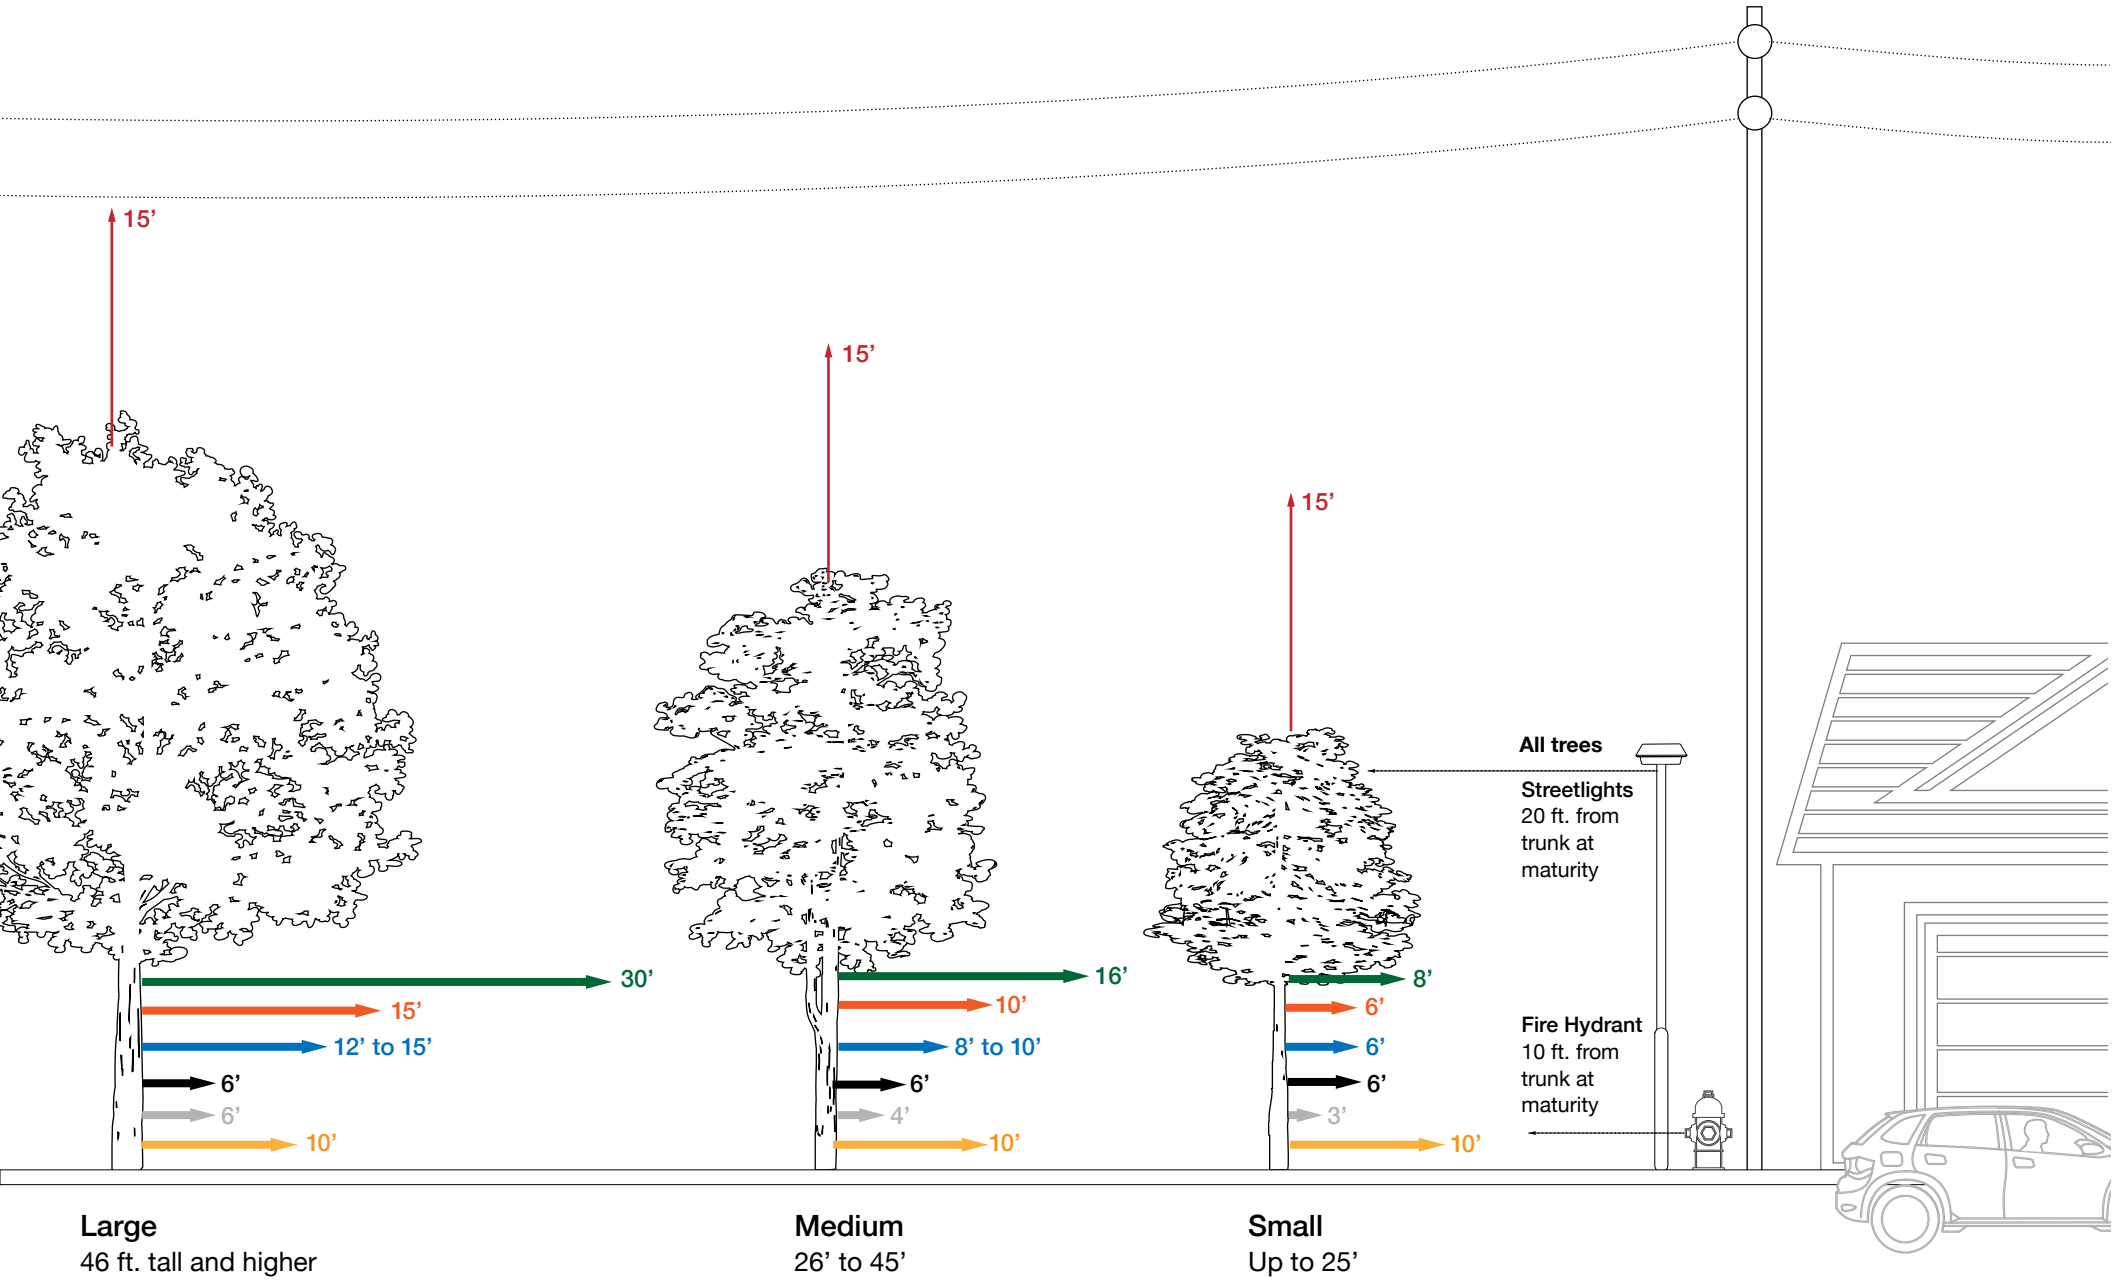 15’
15’
15’
All trees
Streetlights
20 ft. from
trunk at
maturity
30’
15’
12’ to 15’
6’
6’
10’
16’
10’
8’ to 10’
6’
4’
10’
8’
6’
6’
6’
3’
10’
Fire Hydrant
10 ft. from
trunk at
maturity
Large
46 ft. tall and higher
Medium
26’ to 45’
Small
Up to 25’